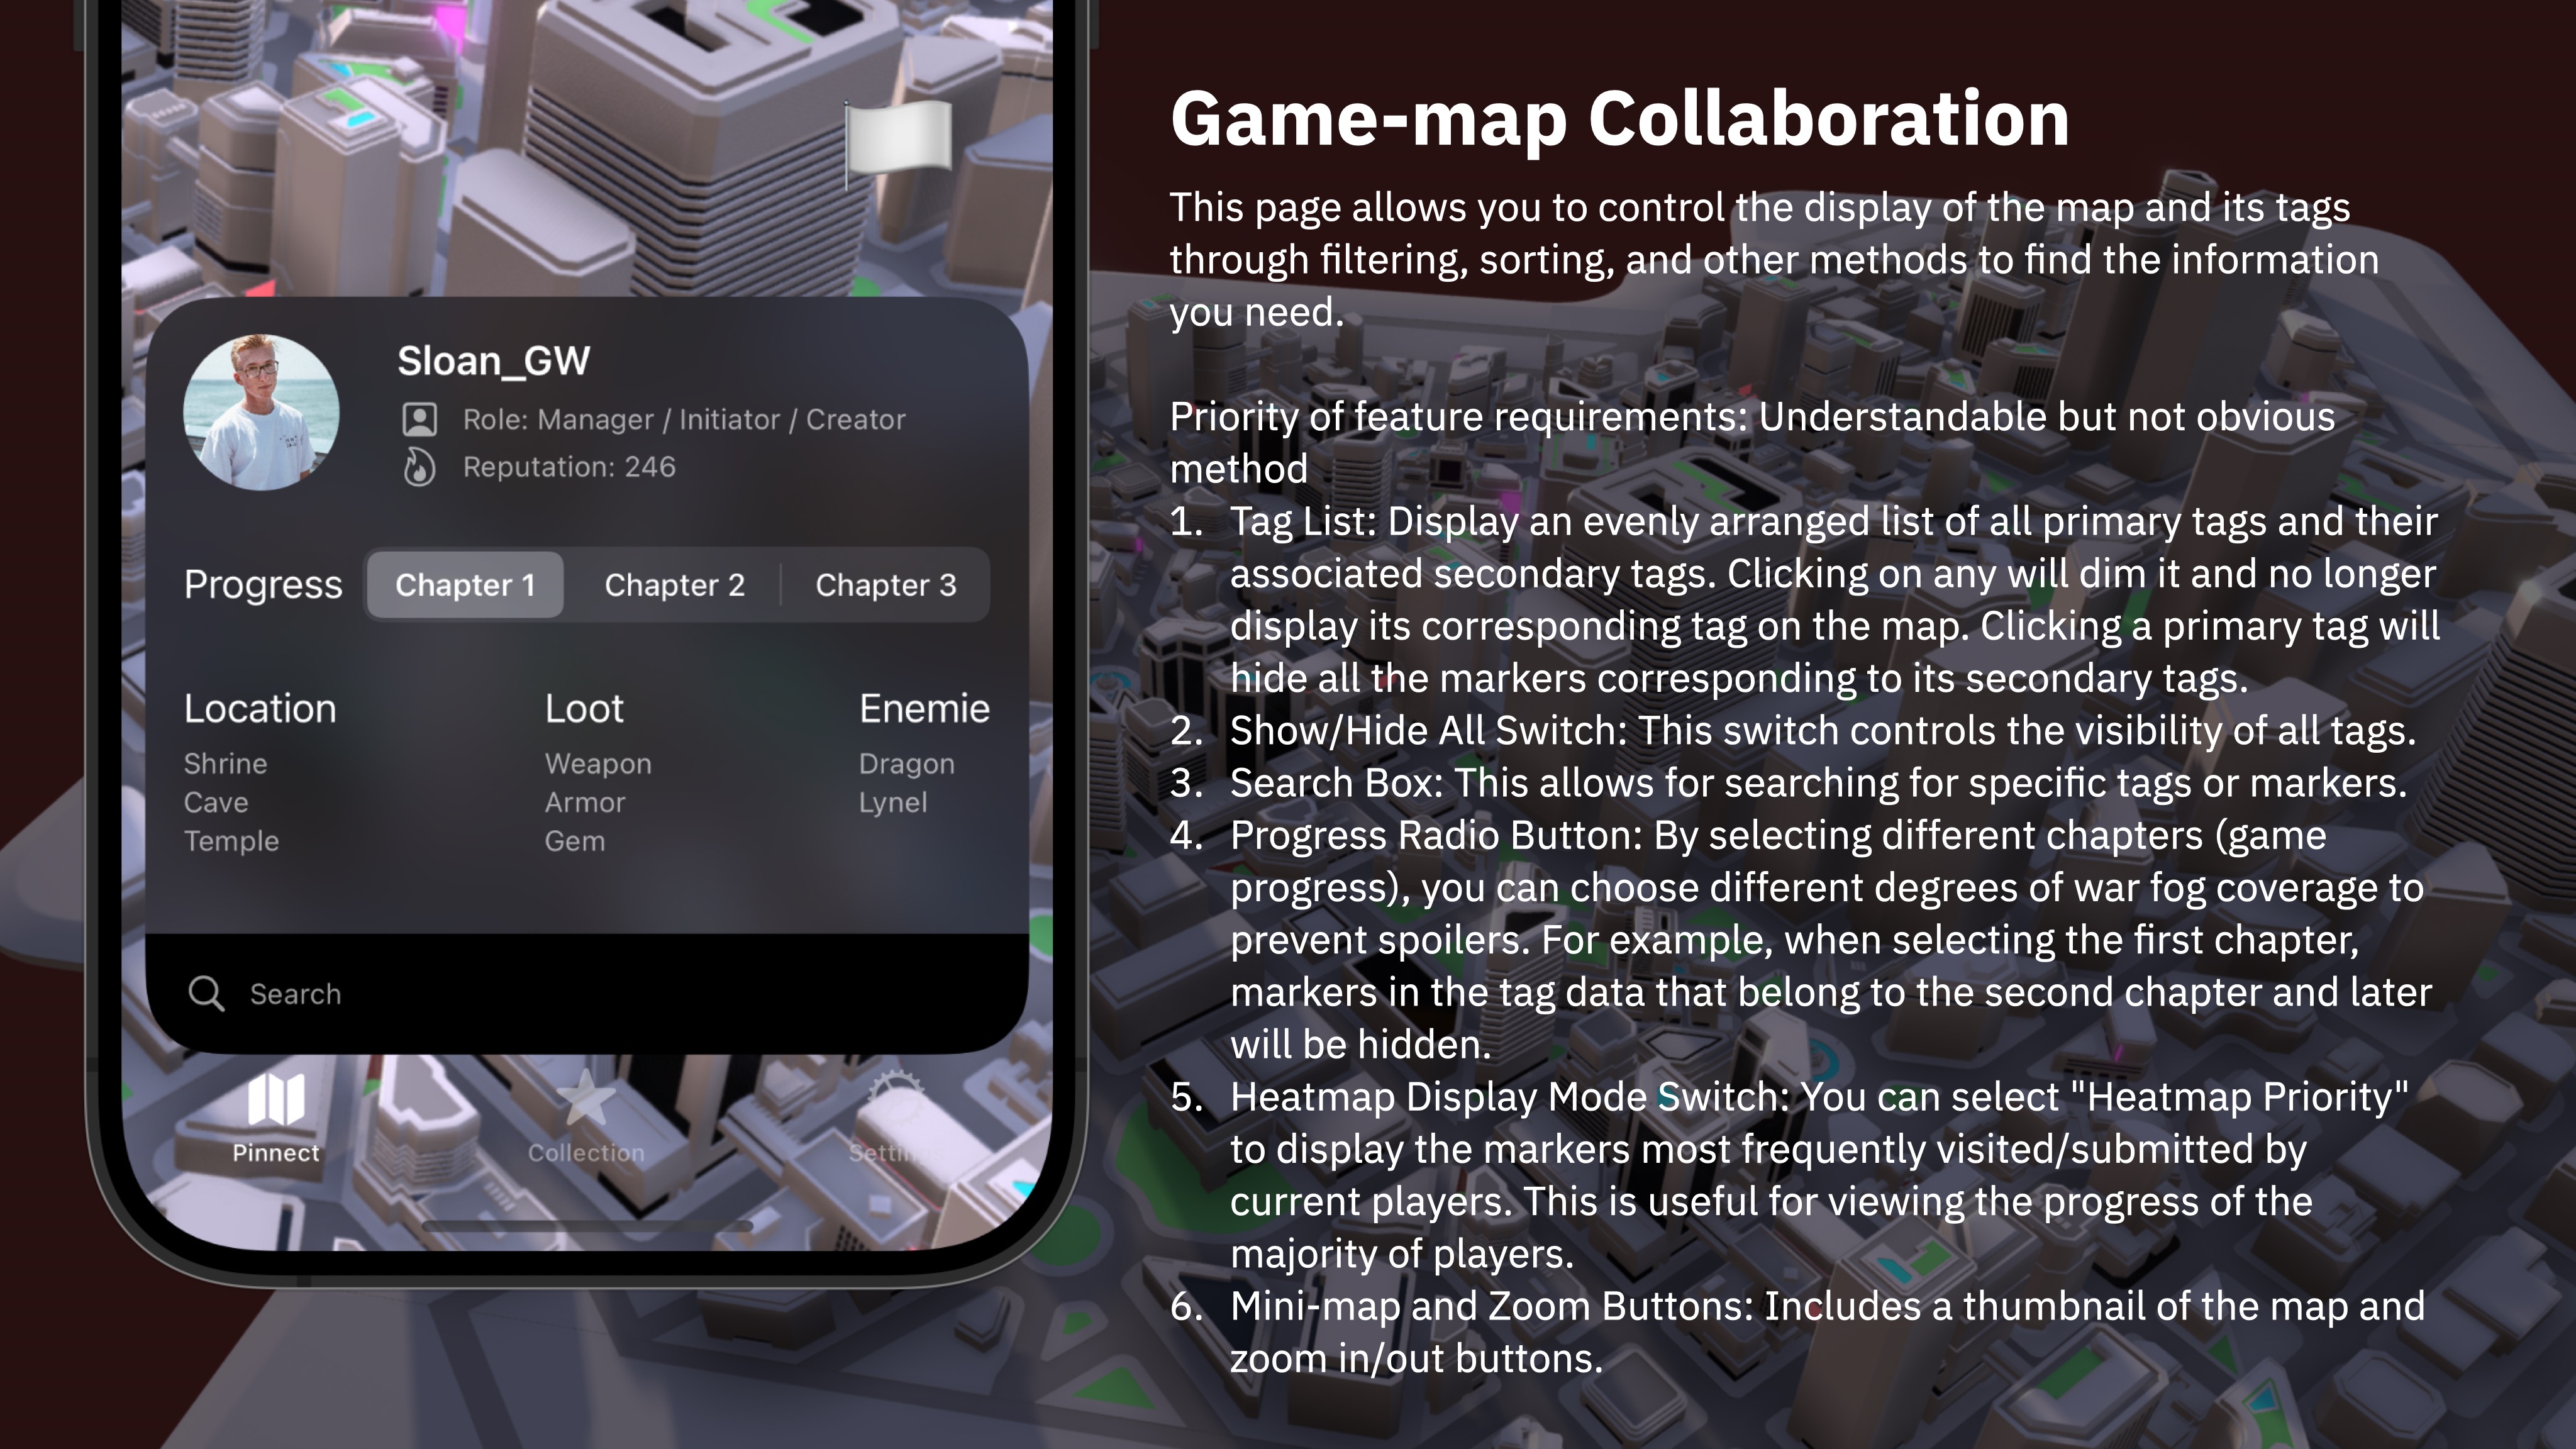 Sloan_GW
Role: Manager / Initiator / Creator
Reputation: 246
Progress
Chapter 1
Chapter 2
Chapter 3
Location
Shrine
Cave
Temple
Loot
Weapon
Armor
Gem
Enemie
Dragon
Lynel
Search
Pinnect
Collection
Settings
Game-map Collaboration
This page allows you to control the display of the map and its tags
through filtering, sorting, and other methods to find the information
you need.
Priority of feature requirements: Understandable but not obvious
method
1. Tag List: Display an evenly arranged list of all primary tags and their
associated secondary tags. Clicking on any will dim it and no longer
display its corresponding tag on the map. Clicking a primary tag will
hide all the markers corresponding to its secondary tags.
2. Show/Hide All Switch: This switch controls the visibility of all tags.
3. Search Box: This allows for searching for specific tags or markers.
4. Progress Radio Button: By selecting different chapters (game
progress), you can choose different degrees of war fog coverage to
prevent spoilers. For example, when selecting the first chapter,
markers in the tag data that belong to the second chapter and later
will be hidden.
5. Heatmap Display Mode Switch: You can select "Heatmap Priority"
to display the markers most frequently visited/submitted by
current players. This is useful for viewing the progress of the
majority of players.
6. Mini-map and Zoom Buttons: Includes a thumbnail of the map and
zoom in/out buttons.